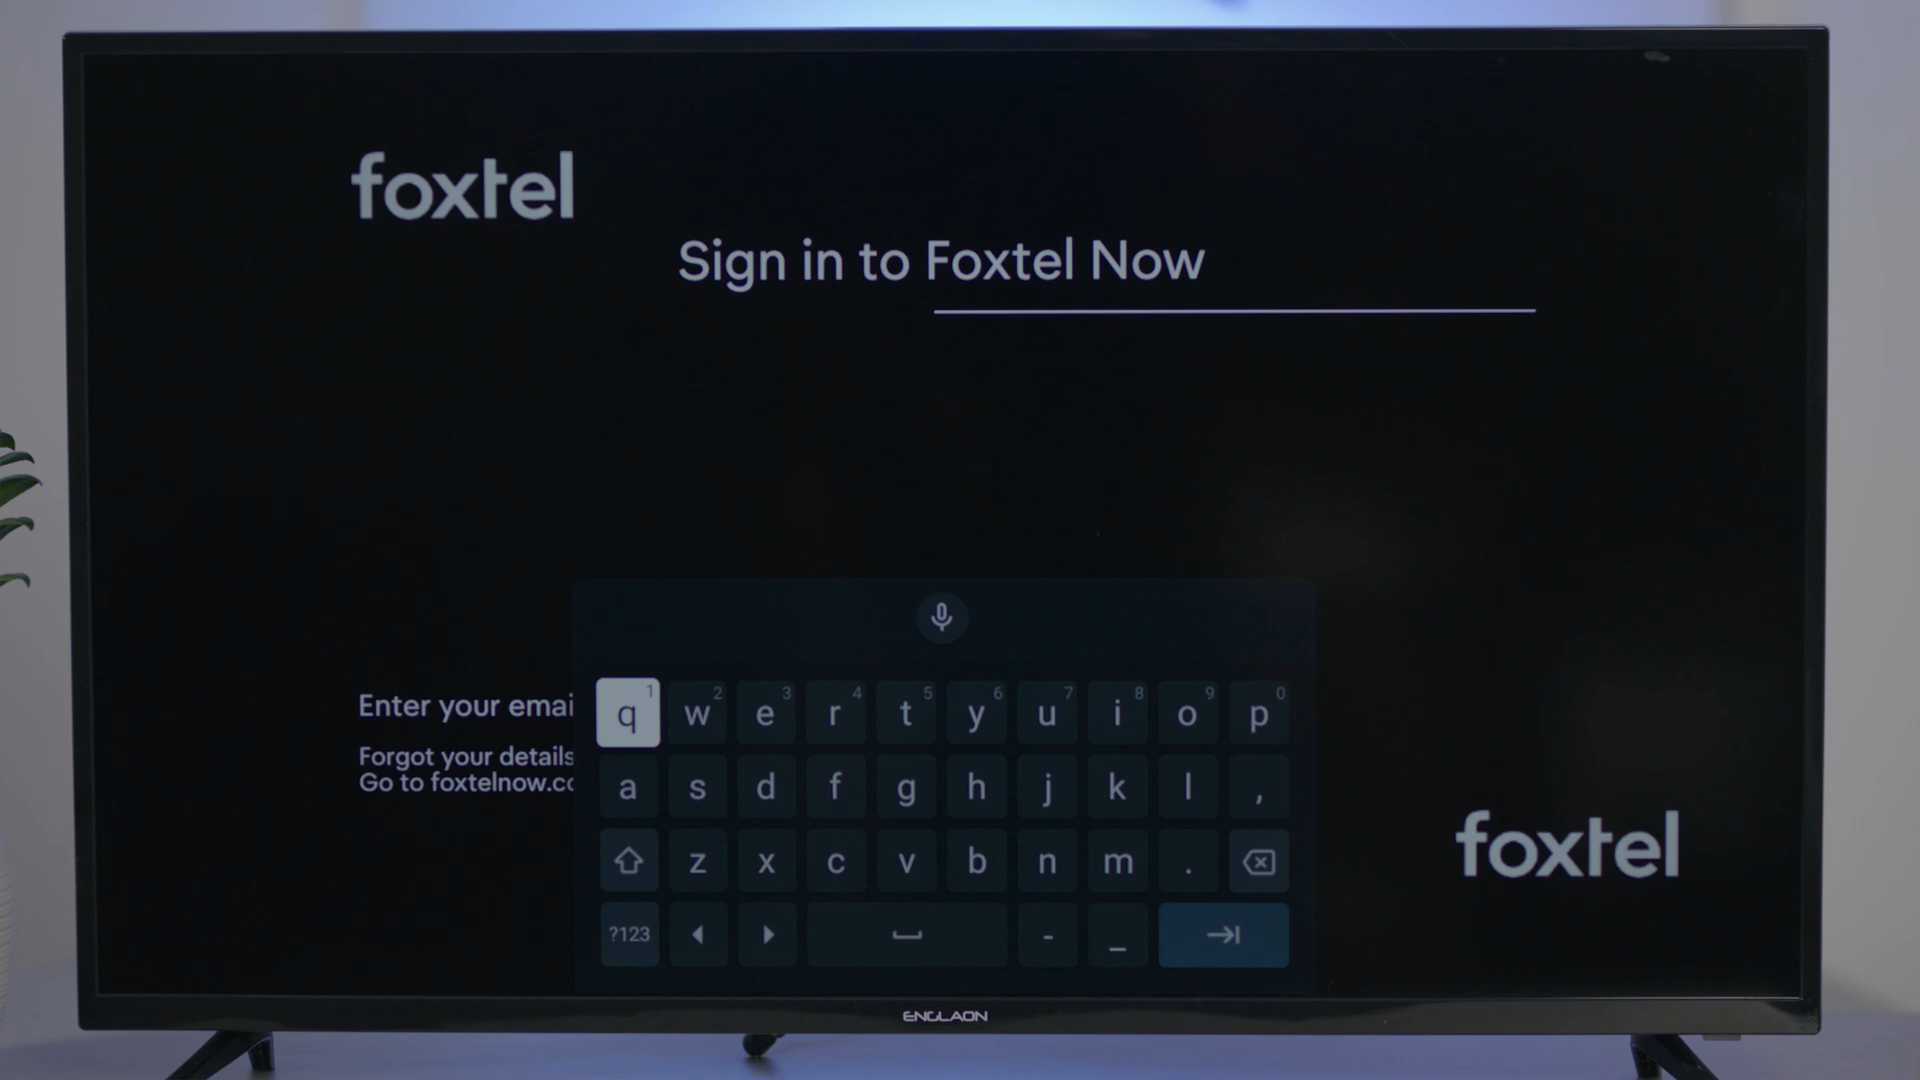 foxtel
Sign in to Foxtel Now
Enter your emai
Forgot your details
Go to foxtelnow.co
q 1 w 2 e 3 r 4 t 5 y 6 u 7 i 8 o 9 p 0
a s d f g h j k l ,
z x c v b n m .
?123 - _
foxtel
ENGLAON